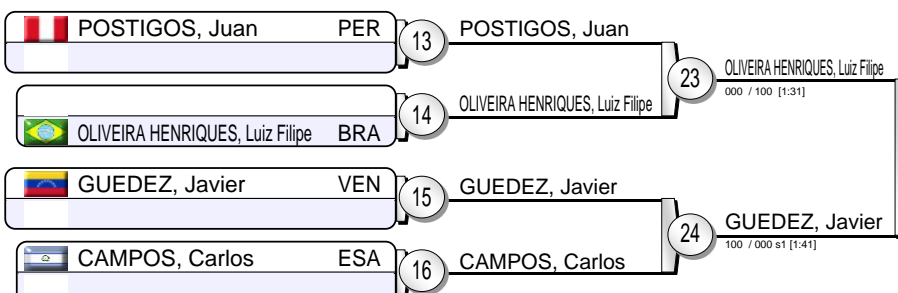 POSTIGOS, Juan PER
13
POSTIGOS, Juan
23
OLIVEIRA HENRIQUES, Luiz Filipe
000 / 100 [1:31]
OLIVEIRA HENRIQUES, Luiz Filipe BRA
14
OLIVEIRA HENRIQUES, Luiz Filipe
GUEDEZ, Javier VEN
15
GUEDEZ, Javier
24
GUEDEZ, Javier
100 / 000 s1 [1:41]
CAMPOS, Carlos ESA
16
CAMPOS, Carlos